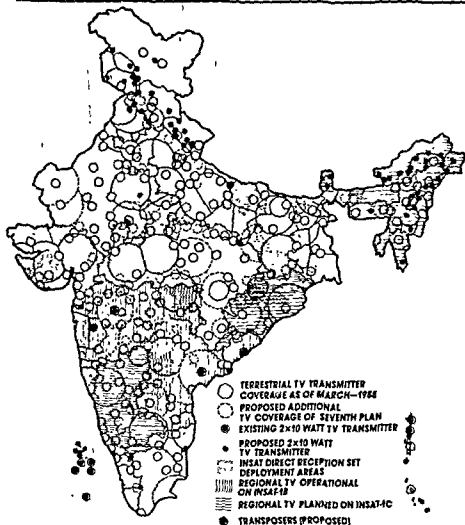 TERRESTRIAL TV TRANSMITTER
COVERAGE AS OF MARCH—1988
PROPOSED ADDITIONAL
TV COVERAGE OF SEVENTH PLAN
EXISTING 2×10 WATT TV TRANSMITTER
PROPOSED 2×10 WATT
TV TRANSMITTER
INSAT DIRECT RECEPTION SET
DEPLOYMENT AREAS
REGIONAL TV OPERATIONAL
ON INSAT-1B
REGIONAL TV PLANNED ON INSAT-1C
TRANSPOSERS (PROPOSED)